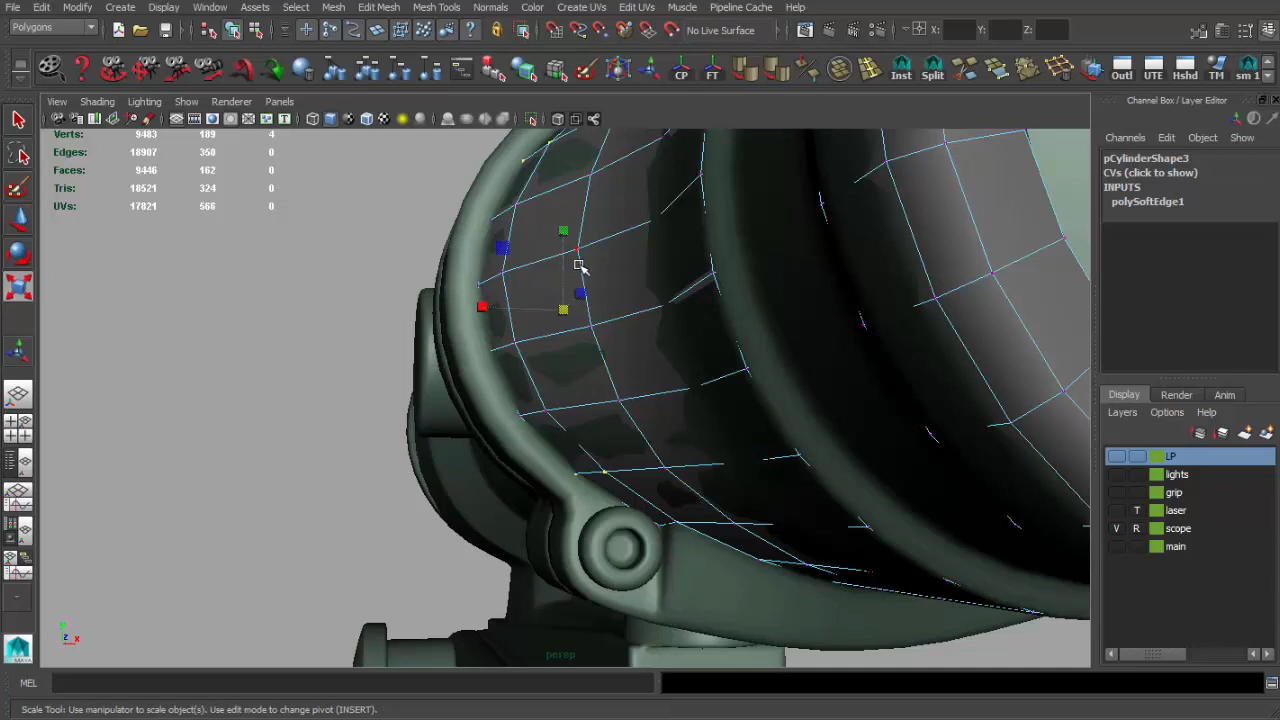 File Edit Modify Create Display Window Assets Select Mesh Edit Mesh Mesh Tools Normals Color Create UVs Edit UVs Muscle Pipeline Cache Help
Polygons No Live Surface X: Y: Z:
CP FT Inst Split Outl UTE Hshd TM sm 1
View Shading Lighting Show Renderer Panels
Channel Box / Layer Editor
Verts: 9483 189 4
Edges: 18907 350 0
Faces: 9446 162 0
Tris: 18521 324 0
UVs: 17821 566 0
Channels Edit Object Show
pCylinderShape3
CVs (click to show)
INPUTS
polySoftEdge1
Display Render Anim
Layers Options Help
LP
lights
grip
T laser
V R scope
main
y
z x
persp
MAYA
MEL
Scale Tool: Use manipulator to scale object(s). Use edit mode to change pivot (INSERT).